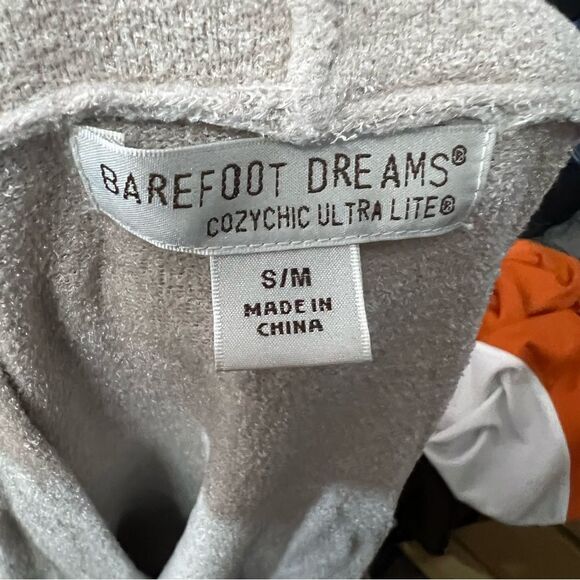 BAREFOOT DREAMS®
COZYCHIC ULTRA LITE®
S/M
MADE IN
CHINA